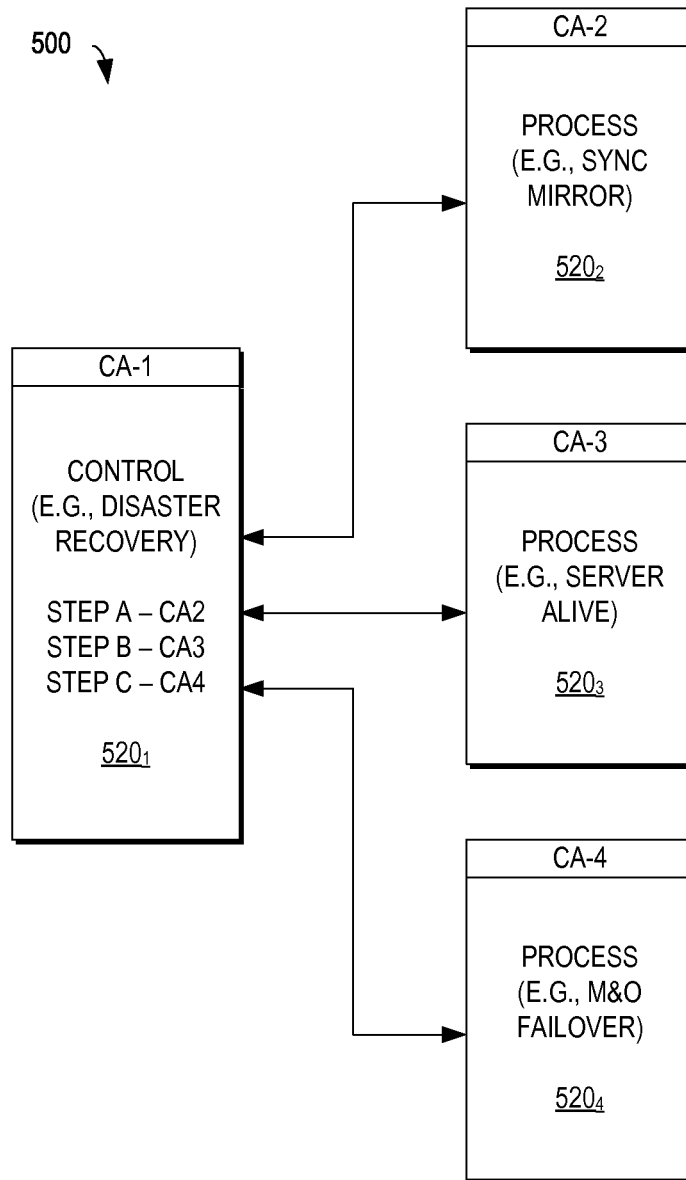 500
CA-1
CONTROL
(E.G., DISASTER
RECOVERY)
STEP A – CA2
STEP B – CA3
STEP C – CA4
520₁
CA-2
PROCESS
(E.G., SYNC
MIRROR)
520₂
CA-3
PROCESS
(E.G., SERVER
ALIVE)
520₃
CA-4
PROCESS
(E.G., M&O
FAILOVER)
520₄